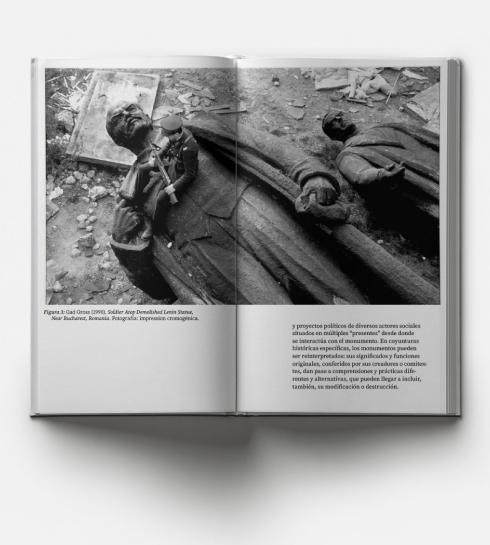 Figura 3: Gad Gross (1990). Soldier Atop Demolished Lenin Statue,
Near Bucharest, Romania. Fotografía: impresión cromogénica.
y proyectos políticos de diversos actores sociales
situados en múltiples "presentes" desde donde
se interactúa con el monumento. En coyunturas
históricas específicas, los monumentos pueden
ser reinterpretados: sus significados y funciones
originales, conferidos por sus creadores o comiten-
tes, dan paso a comprensiones y prácticas dife-
rentes y alternativas, que pueden llegar a incluir,
también, su modificación o destrucción.